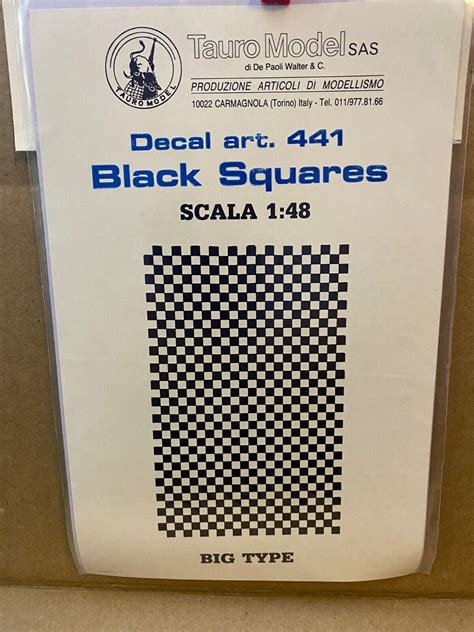 Tauro Model SAS
di De Paoli Walter & C.
PRODUZIONE ARTICOLI DI MODELLISMO
10022 CARMAGNOLA (Torino) Italy - Tel. 011/977.81.66
TAURO MODEL
Decal art. 441
Black Squares
SCALA 1:48
BIG TYPE